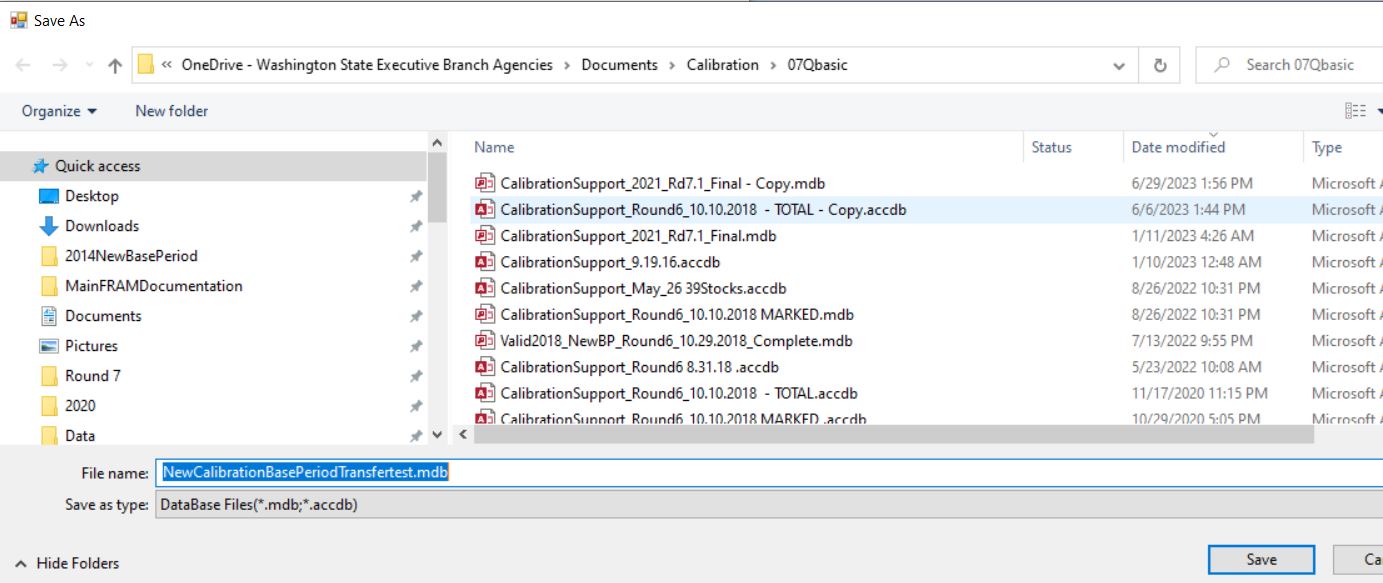 Save As
« OneDrive - Washington State Executive Branch Agencies > Documents > Calibration > 07Qbasic
Search 07Qbasic
Organize New folder
Quick access
Desktop
Downloads
2014NewBasePeriod
MainFRAMDocumentation
Documents
Pictures
Round 7
2020
Data
Name Status Date modified Type
CalibrationSupport_2021_Rd7.1_Final - Copy.mdb 6/29/2023 1:56 PM Microsoft A
CalibrationSupport_Round6_10.10.2018  - TOTAL - Copy.accdb 6/6/2023 1:44 PM Microsoft A
CalibrationSupport_2021_Rd7.1_Final.mdb 1/11/2023 4:26 AM Microsoft A
CalibrationSupport_9.19.16.accdb 1/10/2023 12:48 AM Microsoft A
CalibrationSupport_May_26 39Stocks.accdb 8/26/2022 10:31 PM Microsoft A
CalibrationSupport_Round6_10.10.2018 MARKED.mdb 8/26/2022 10:31 PM Microsoft A
Valid2018_NewBP_Round6_10.29.2018_Complete.mdb 7/13/2022 9:55 PM Microsoft A
CalibrationSupport_Round6 8.31.18 .accdb 5/23/2022 10:08 AM Microsoft A
CalibrationSupport_Round6_10.10.2018  - TOTAL.accdb 11/17/2020 11:15 PM Microsoft A
CalibrationSupport_Round6_10.10.2018 MARKED .accdb 10/29/2020 5:05 PM Microsoft A
File name: NewCalibrationBasePeriodTransfertest.mdb
Save as type: DataBase Files(*.mdb;*.accdb)
Hide Folders
Save Ca